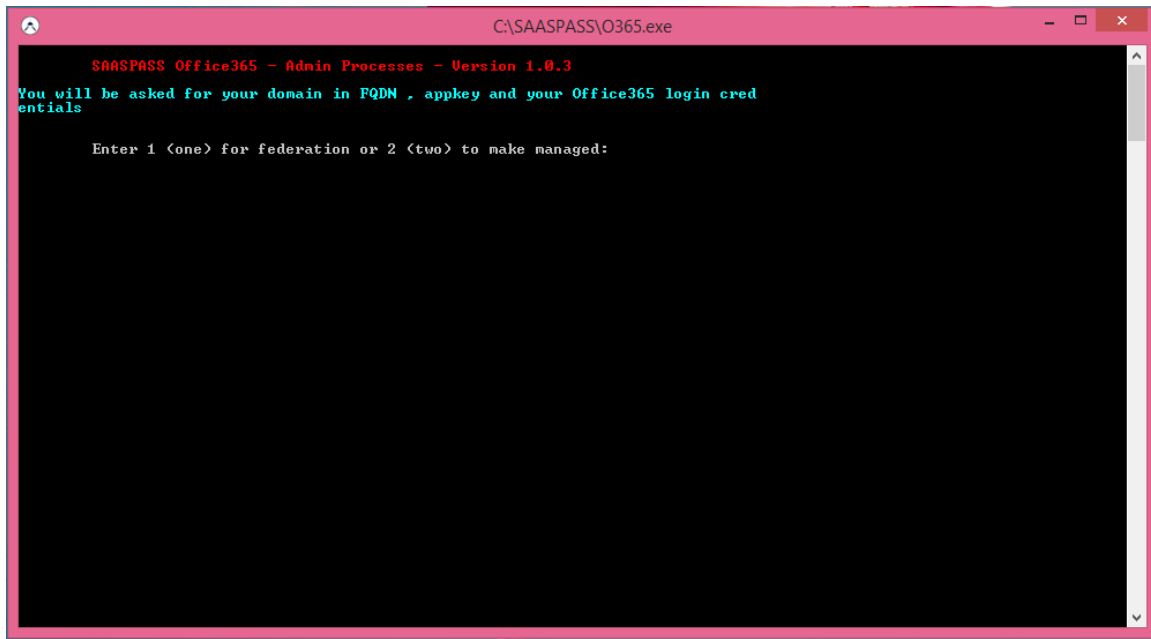 C:\SAASPASS\O365.exe
SAASPASS Office365 - Admin Processes - Version 1.0.3
You will be asked for your domain in FQDN , appkey and your Office365 login cred
entials
Enter 1 (one) for federation or 2 (two) to make managed: